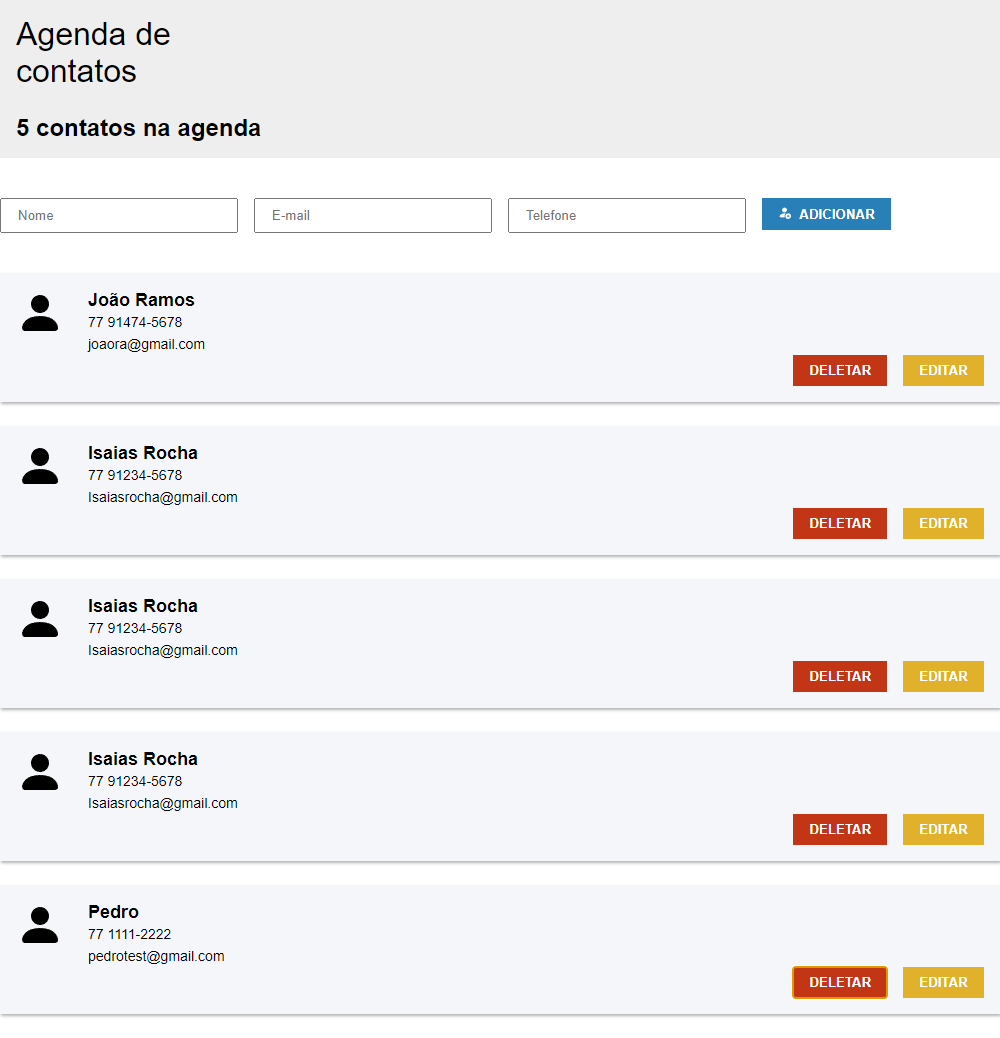 Agenda de
contatos
5 contatos na agenda
Nome E-mail Telefone ADICIONAR
João Ramos
77 91474-5678
joaora@gmail.com
DELETAR EDITAR
Isaias Rocha
77 91234-5678
Isaiasrocha@gmail.com
DELETAR EDITAR
Isaias Rocha
77 91234-5678
Isaiasrocha@gmail.com
DELETAR EDITAR
Isaias Rocha
77 91234-5678
Isaiasrocha@gmail.com
DELETAR EDITAR
Pedro
77 1111-2222
pedrotest@gmail.com
DELETAR EDITAR